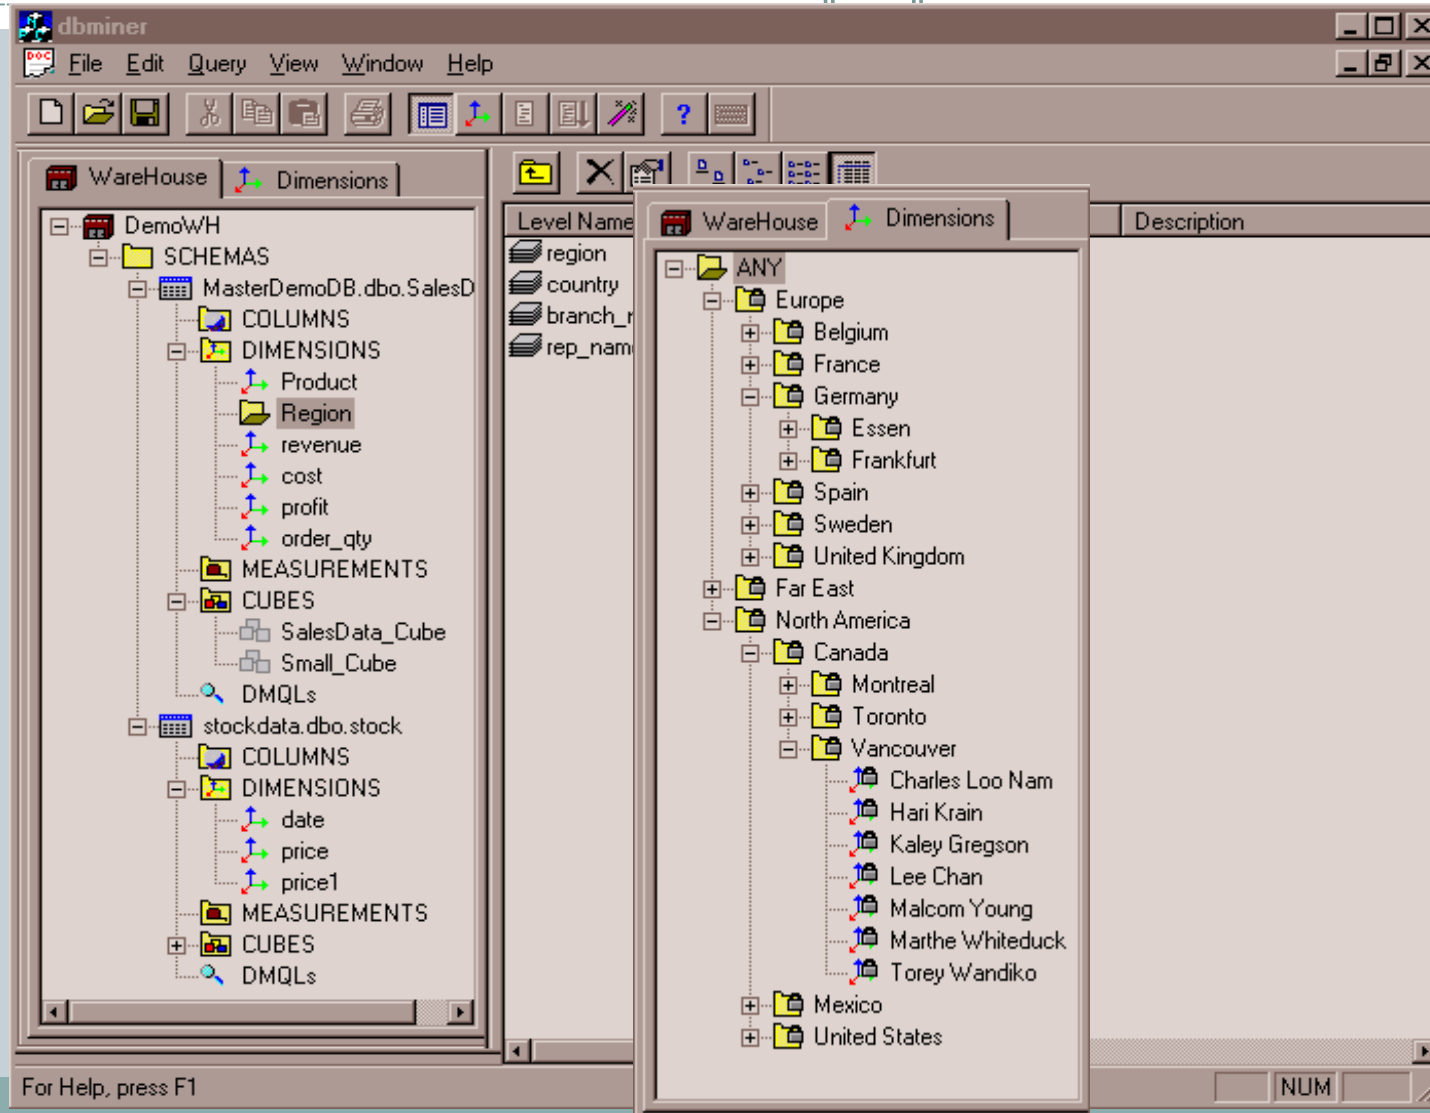 dbminer
File Edit Query View Window Help
WareHouse Dimensions
DemoWH
SCHEMAS
MasterDemoDB.dbo.SalesD
COLUMNS
DIMENSIONS
Product
Region
revenue
cost
profit
order_qty
MEASUREMENTS
CUBES
SalesData_Cube
Small_Cube
DMQLs
stockdata.dbo.stock
COLUMNS
DIMENSIONS
date
price
price1
MEASUREMENTS
CUBES
DMQLs
Level Name Description
region
country
branch_r
rep_nam
WareHouse Dimensions
ANY
Europe
Belgium
France
Germany
Essen
Frankfurt
Spain
Sweden
United Kingdom
Far East
North America
Canada
Montreal
Toronto
Vancouver
Charles Loo Nam
Hari Krain
Kaley Gregson
Lee Chan
Malcom Young
Marthe Whiteduck
Torey Wandiko
Mexico
United States
For Help, press F1
NUM